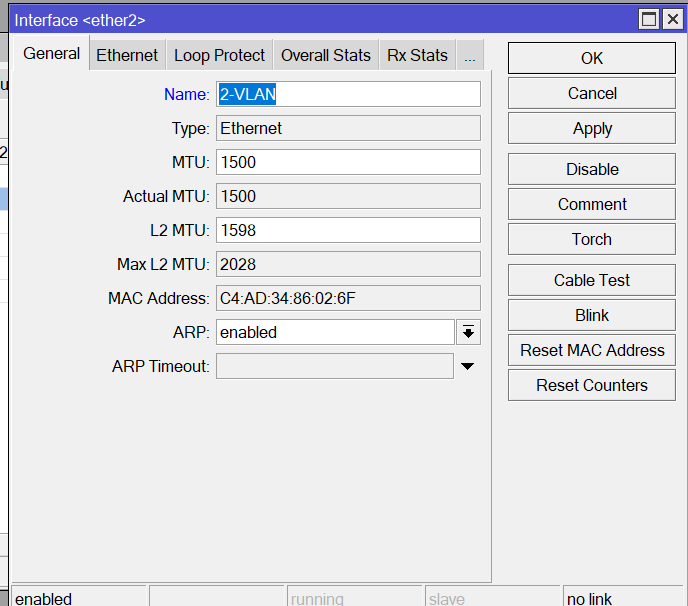 Interface <ether2>
General Ethernet Loop Protect Overall Stats Rx Stats ...
Name: 2-VLAN
Type: Ethernet
MTU: 1500
Actual MTU: 1500
L2 MTU: 1598
Max L2 MTU: 2028
MAC Address: C4:AD:34:86:02:6F
ARP: enabled
ARP Timeout:
OK
Cancel
Apply
Disable
Comment
Torch
Cable Test
Blink
Reset MAC Address
Reset Counters
enabled running slave no link